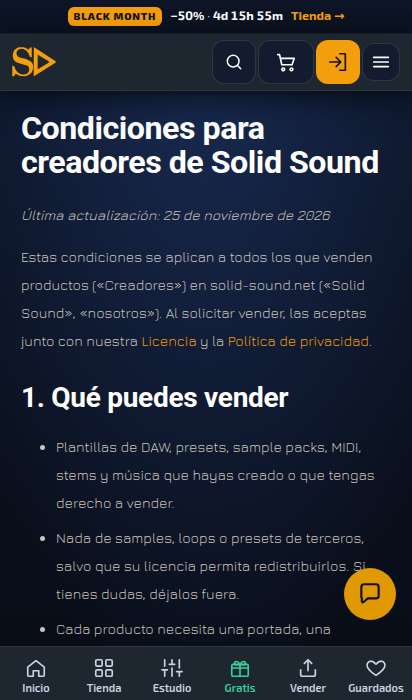 BLACK MONTH −50% · 4d 15h 55m Tienda →
S
Condiciones para
creadores de Solid Sound
Última actualización: 25 de noviembre de 2026
Estas condiciones se aplican a todos los que venden
productos («Creadores») en solid-sound.net («Solid
Sound», «nosotros»). Al solicitar vender, las aceptas
junto con nuestra Licencia y la Política de privacidad.
1. Qué puedes vender
• Plantillas de DAW, presets, sample packs, MIDI,
stems y música que hayas creado o que tengas
derecho a vender.
• Nada de samples, loops o presets de terceros,
salvo que su licencia permita redistribuirlos. Si
tienes dudas, déjalos fuera.
• Cada producto necesita una portada, una
Inicio Tienda Estudio Gratis Vender Guardados